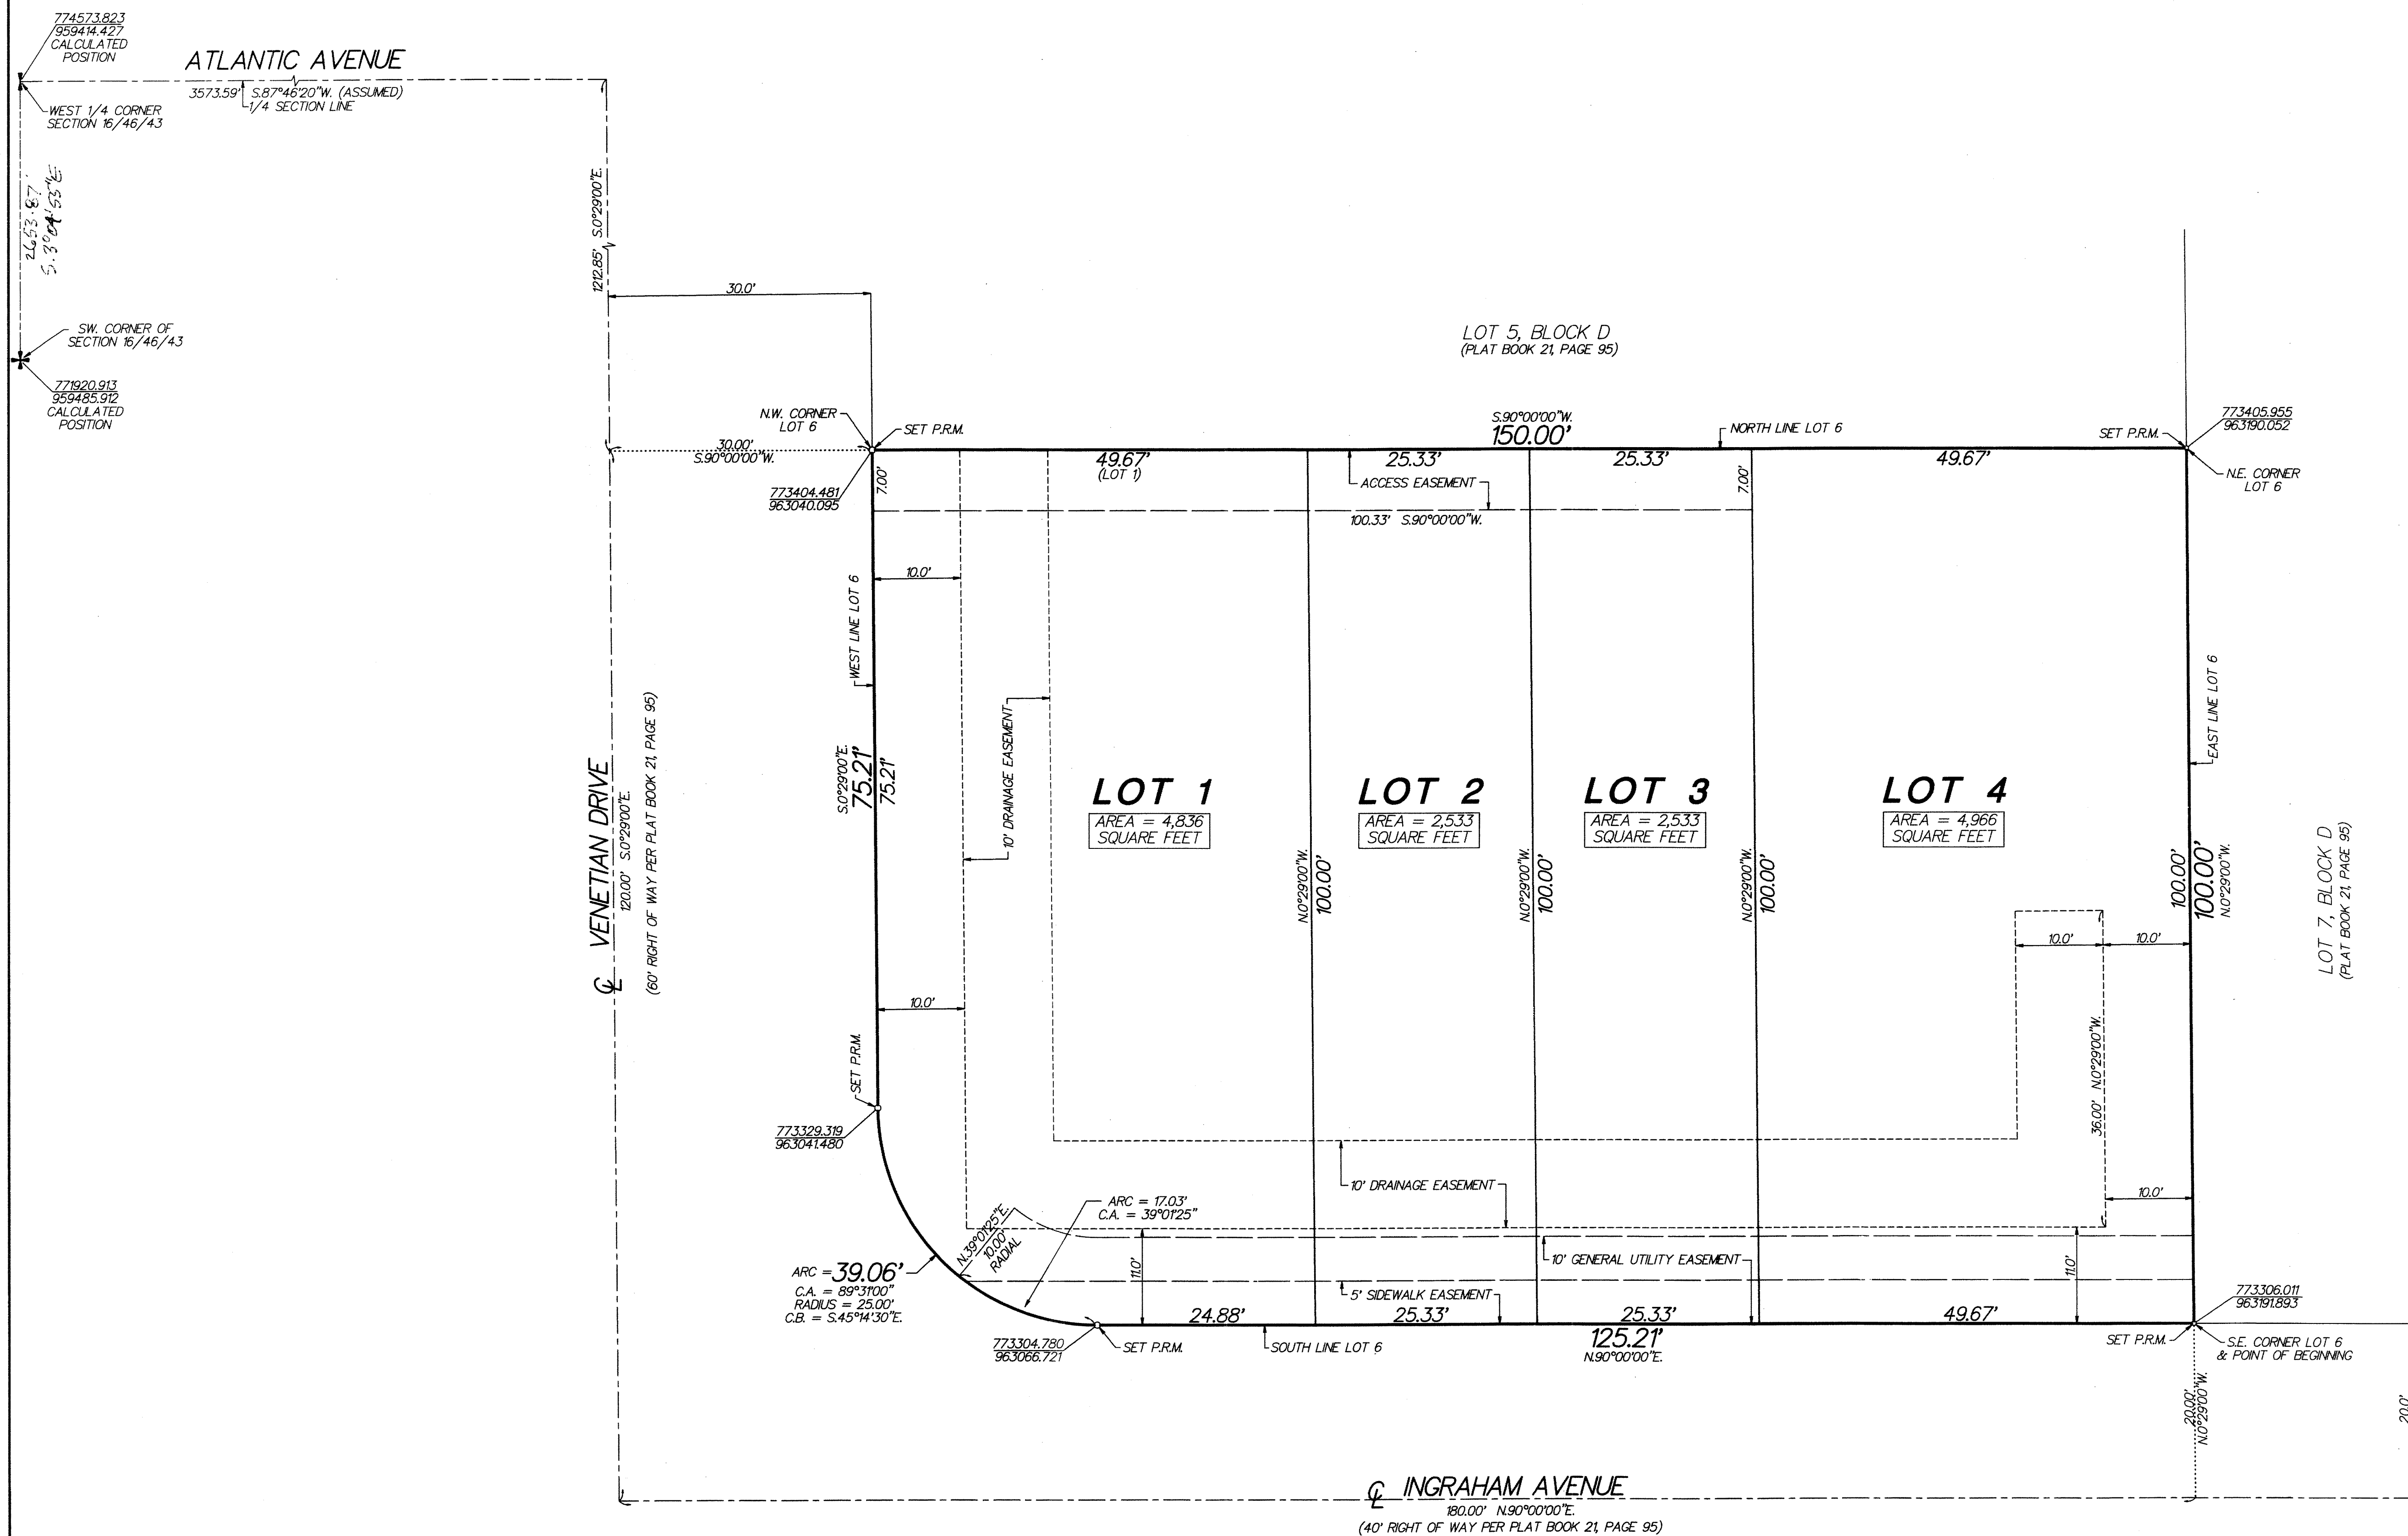 774573.823
959414.427
CALCULATED
POSITION
ATLANTIC AVENUE
3573.59' S.87°46'20"W. (ASSUMED)
1/4 SECTION LINE
WEST 1/4 CORNER
SECTION 16/46/43
2653.87'
S.3°04'55"E
SW. CORNER OF
SECTION 16/46/43
771920.913
959485.912
CALCULATED
POSITION
1212.85' S.0°29'00"E.
30.0'
LOT 5, BLOCK D
(PLAT BOOK 21, PAGE 95)
N.W. CORNER
LOT 6
SET P.R.M.
30.00'
S.90°00'00"W.
773404.481
963040.095
S.90°00'00"W.
150.00'
NORTH LINE LOT 6
SET P.R.M.
773405.955
963190.052
N.E. CORNER
LOT 6
49.67'
(LOT 1)
25.33'
25.33'
49.67'
7.00'
7.00'
ACCESS EASEMENT
100.33' S.90°00'00"W.
10.0'
WEST LINE LOT 6
10' DRAINAGE EASEMENT
EAST LINE LOT 6
VENETIAN DRIVE
120.00' S.0°29'00"E.
(60' RIGHT OF WAY PER PLAT BOOK 21, PAGE 95)
S.0°29'00"E.
75.21'
75.21'
LOT 1
AREA = 4,836
SQUARE FEET
LOT 2
AREA = 2,533
SQUARE FEET
LOT 3
AREA = 2,533
SQUARE FEET
LOT 4
AREA = 4,966
SQUARE FEET
N.0°29'00"W.
100.00'
N.0°29'00"W.
100.00'
N.0°29'00"W.
100.00'
100.00'
100.00'
N.0°29'00"W.
LOT 7, BLOCK D
(PLAT BOOK 21, PAGE 95)
10.0'
10.0'
10.0'
36.00' N.0°29'00"W.
SET P.R.M.
773329.319
963041.480
10' DRAINAGE EASEMENT
10.0'
ARC = 17.03'
C.A. = 39°01'25"
N.39°01'25"E.
10.00'
RADIAL
11.0'
10' GENERAL UTILITY EASEMENT
11.0'
ARC = 39.06'
C.A. = 89°31'00"
RADIUS = 25.00'
C.B. = S.45°14'30"E.
5' SIDEWALK EASEMENT
773306.011
963191.893
24.88'
25.33'
25.33'
49.67'
773304.780
963066.721
SET P.R.M.
SOUTH LINE LOT 6
125.21'
N.90°00'00"E.
SET P.R.M.
S.E. CORNER LOT 6
& POINT OF BEGINNING
20.00'
N.0°29'00"W.
20.0'
INGRAHAM AVENUE
180.00' N.90°00'00"E.
(40' RIGHT OF WAY PER PLAT BOOK 21, PAGE 95)